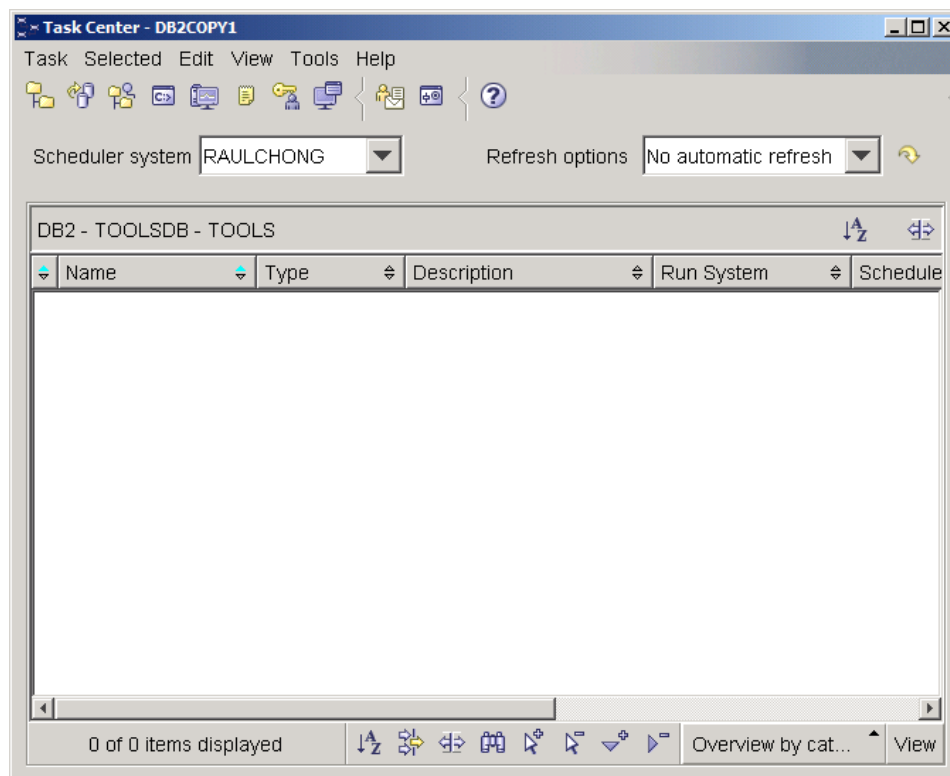 Task Center - DB2COPY1
Task Selected Edit View Tools Help
Scheduler system RAULCHONG Refresh options No automatic refresh
DB2 - TOOLSDB - TOOLS
Name Type Description Run System Schedule
0 of 0 items displayed Overview by cat... View